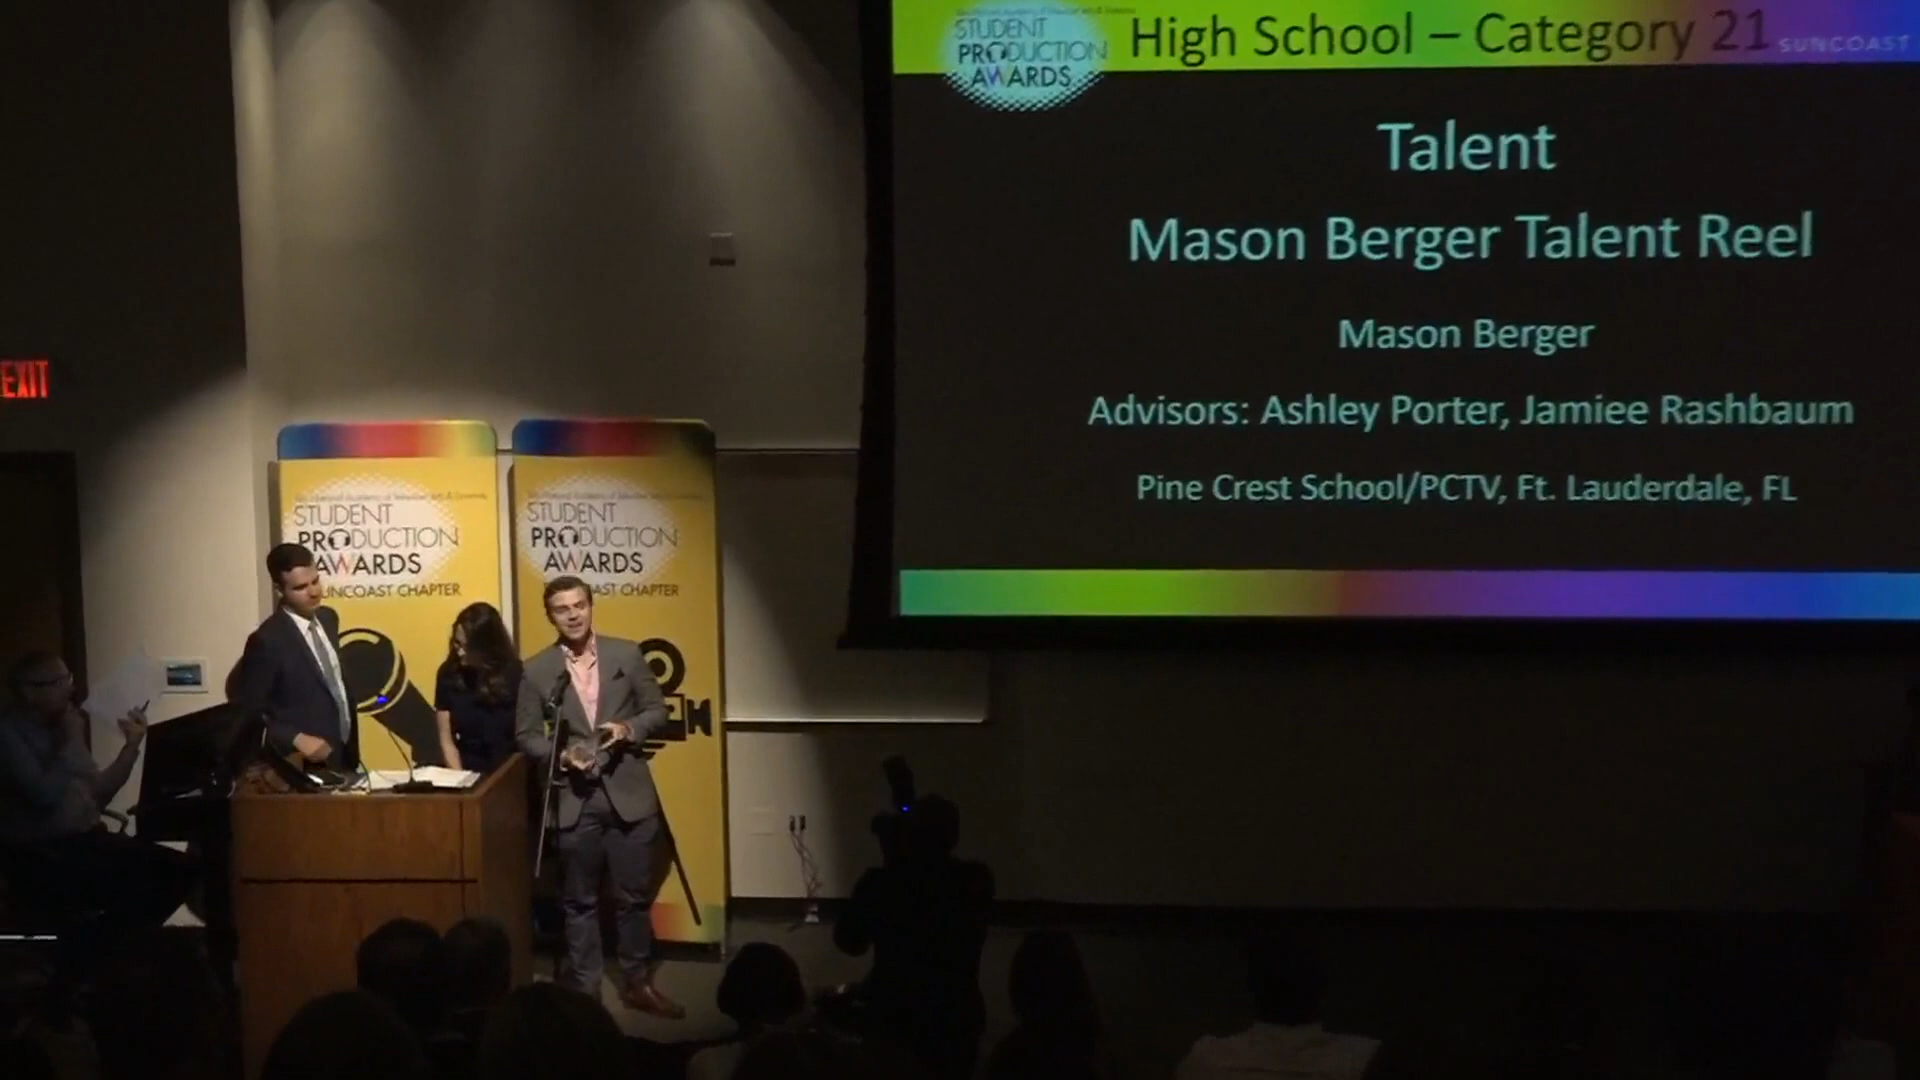 STUDENT
PRODUCTION
AWARDS
High School – Category 21
SUNCOAST
Talent
Mason Berger Talent Reel
Mason Berger
Advisors: Ashley Porter, Jamiee Rashbaum
Pine Crest School/PCTV, Ft. Lauderdale, FL
EXIT
STUDENT
PRODUCTION
AWARDS
SUNCOAST CHAPTER
STUDENT
PRODUCTION
AWARDS
AST CHAPTER